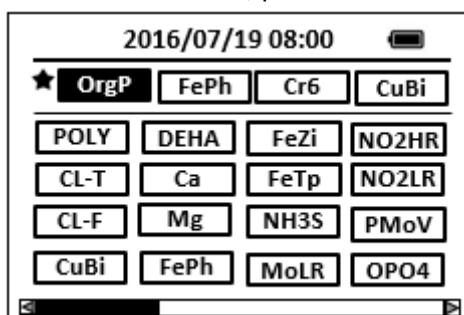 2016/07/19 08:00
OrgP FePh Cr6 CuBi
POLY DEHA FeZi NO2HR
CL-T Ca FeTp NO2LR
CL-F Mg NH3S PMoV
CuBi FePh MoLR OPO4